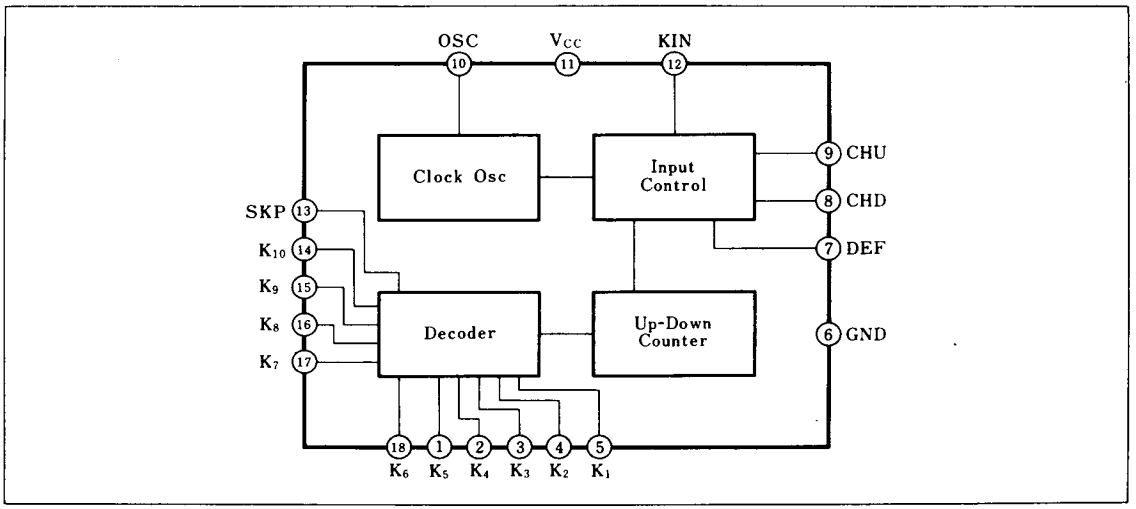 OSC V_CC KIN
10 11 12
Clock Osc
Input
Control
9 CHU
8 CHD
7 DEF
SKP 13
K₁₀ 14
K₉ 15
K₈ 16
K₇ 17
Decoder
Up-Down
Counter
6 GND
18 1 2 3 4 5
K₆ K₅ K₄ K₃ K₂ K₁